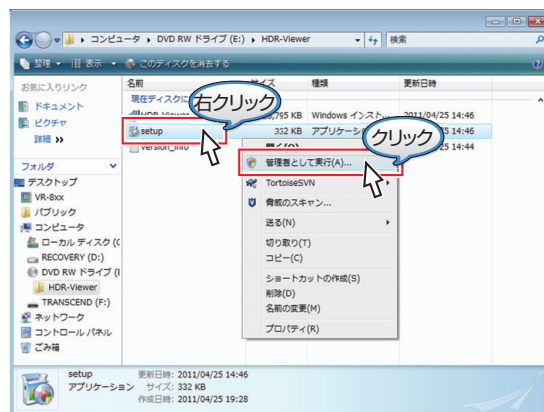 コンピュータ ▸ DVD RW ドライブ (E:) ▸ HDR-Viewer
検索
整理 表示 このディスクを消去する
お気に入りリンク
ドキュメント
ピクチャ
詳細 »
フォルダ
デスクトップ
VR-8xx
パブリック
コンピュータ
ローカル ディスク (C
RECOVERY (D:)
DVD RW ドライブ (E
HDR-Viewer
TRANSCEND (F:)
ネットワーク
コントロール パネル
ごみ箱
名前 サイズ 種類 更新日時
現在ディスクに
HDR-Viewer ,795 KB Windows インスト... 2011/04/25 14:46
setup 332 KB アプリケーシ 2011/04/25 14:46
version_info 25 14:44
右クリック
クリック
開く(O)
管理者として実行(A)...
TortoiseSVN
脅威のスキャン...
送る(N)
切り取り(T)
コピー(C)
ショートカットの作成(S)
削除(D)
名前の変更(M)
プロパティ(R)
setup 更新日時: 2011/04/25 14:46
アプリケーション サイズ: 332 KB
作成日時: 2011/04/25 19:28